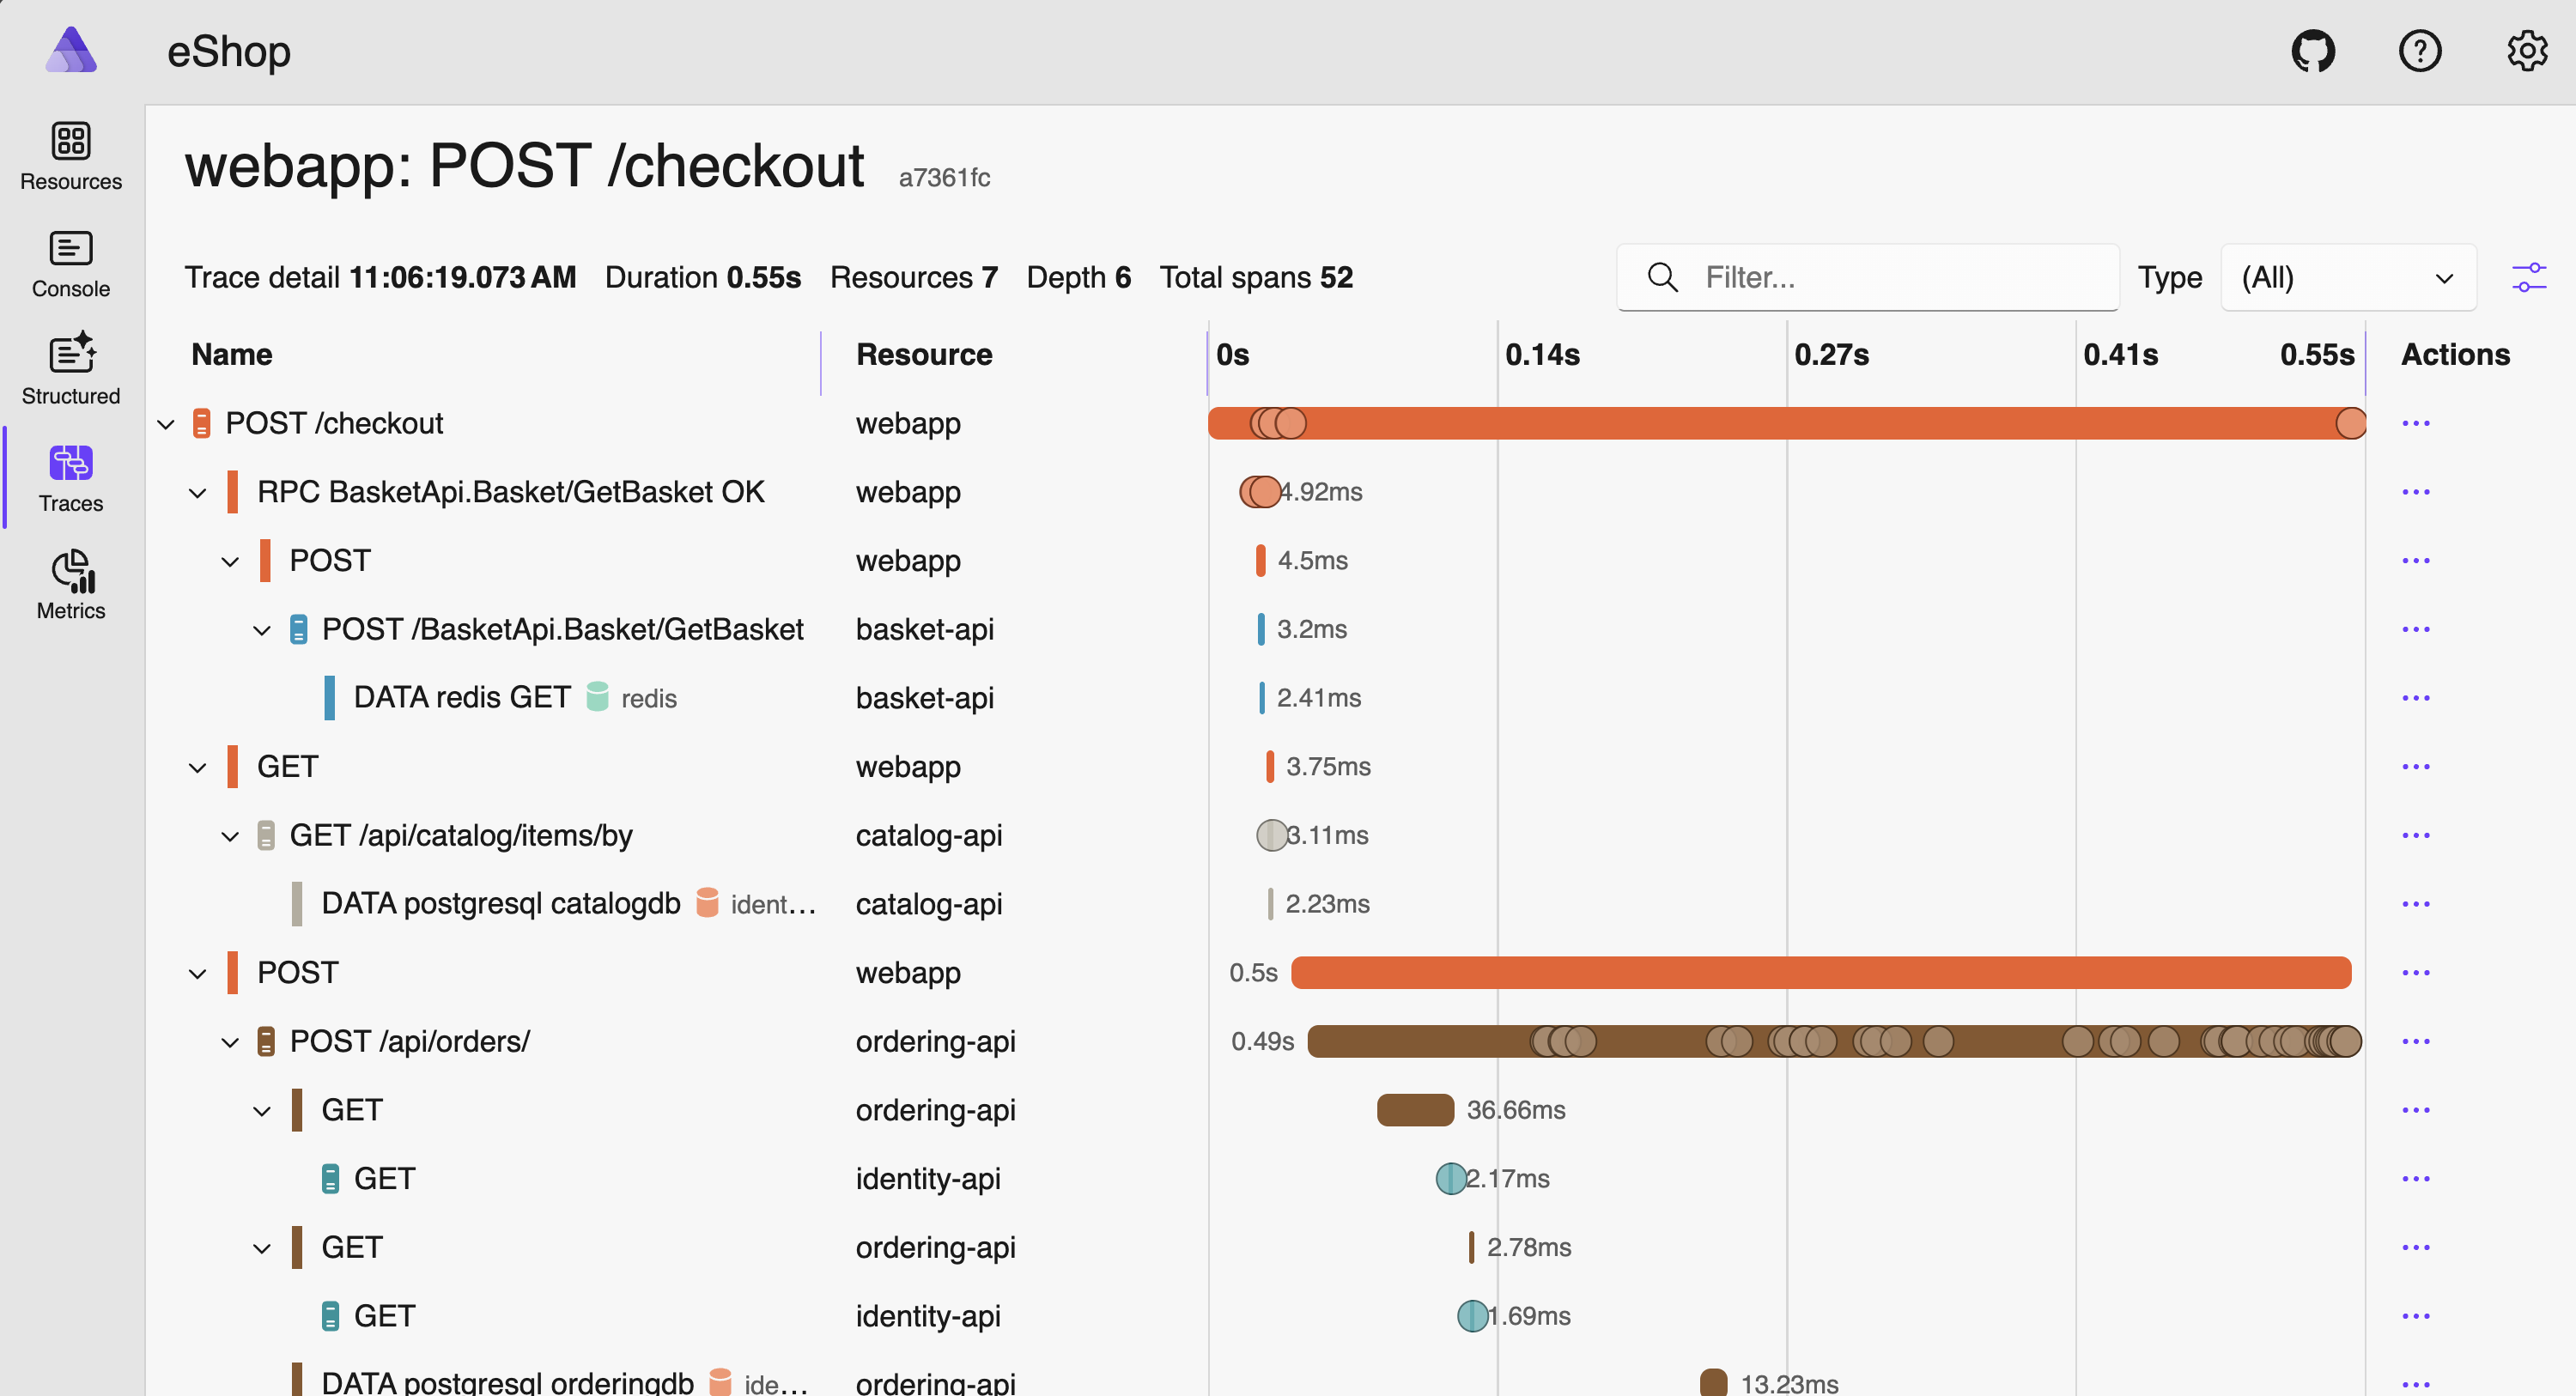 eShop
Resources
Console
Structured
Traces
Metrics
webapp: POST /checkout a7361fc
Trace detail 11:06:19.073 AM Duration 0.55s Resources 7 Depth 6 Total spans 52 Filter... Type (All)
Name Resource 0s 0.14s 0.27s 0.41s 0.55s Actions
POST /checkout webapp
RPC BasketApi.Basket/GetBasket OK webapp 4.92ms
POST webapp 4.5ms
POST /BasketApi.Basket/GetBasket basket-api 3.2ms
DATA redis GET redis basket-api 2.41ms
GET webapp 3.75ms
GET /api/catalog/items/by catalog-api 3.11ms
DATA postgresql catalogdb ident... catalog-api 2.23ms
POST webapp 0.5s
POST /api/orders/ ordering-api 0.49s
GET ordering-api 36.66ms
GET identity-api 2.17ms
GET ordering-api 2.78ms
GET identity-api 1.69ms
DATA postgresql orderingdb ide... ordering-api 13.23ms